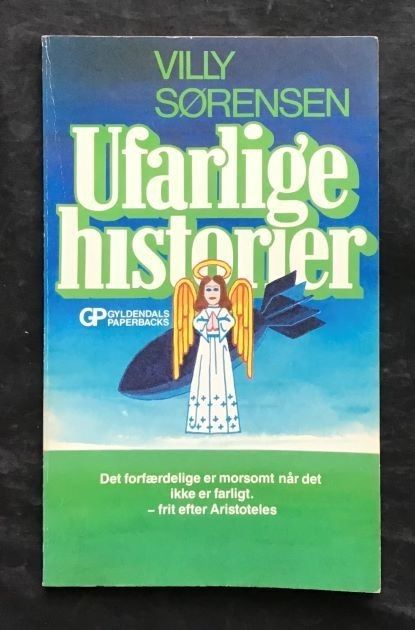 VILLY
SØRENSEN
Ufarlige
historier
GP GYLDENDALS
PAPERBACKS
Det forfærdelige er morsomt når det
ikke er farligt.
– frit efter Aristoteles